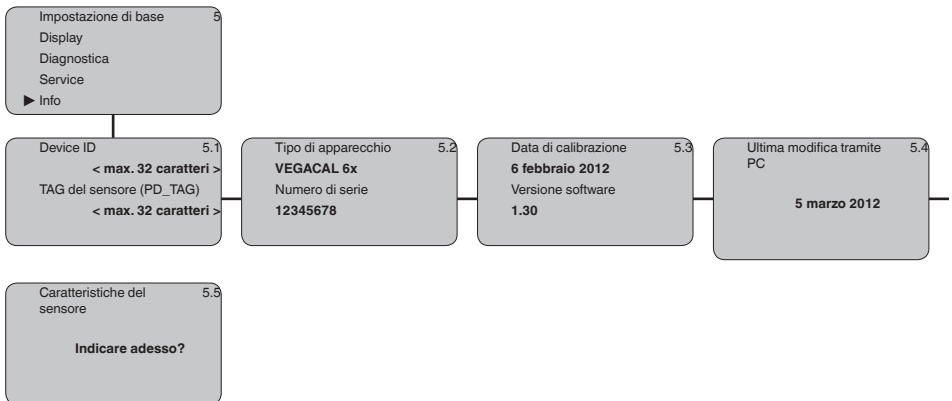 Impostazione di base 5
Display
Diagnostica
Service
▶ Info
Device ID 5.1
< max. 32 caratteri >
TAG del sensore (PD_TAG)
< max. 32 caratteri >
Tipo di apparecchio 5.2
VEGACAL 6x
Numero di serie
12345678
Data di calibrazione 5.3
6 febbraio 2012
Versione software
1.30
Ultima modifica tramite 5.4
PC
5 marzo 2012
Caratteristiche del 5.5
sensore
Indicare adesso?